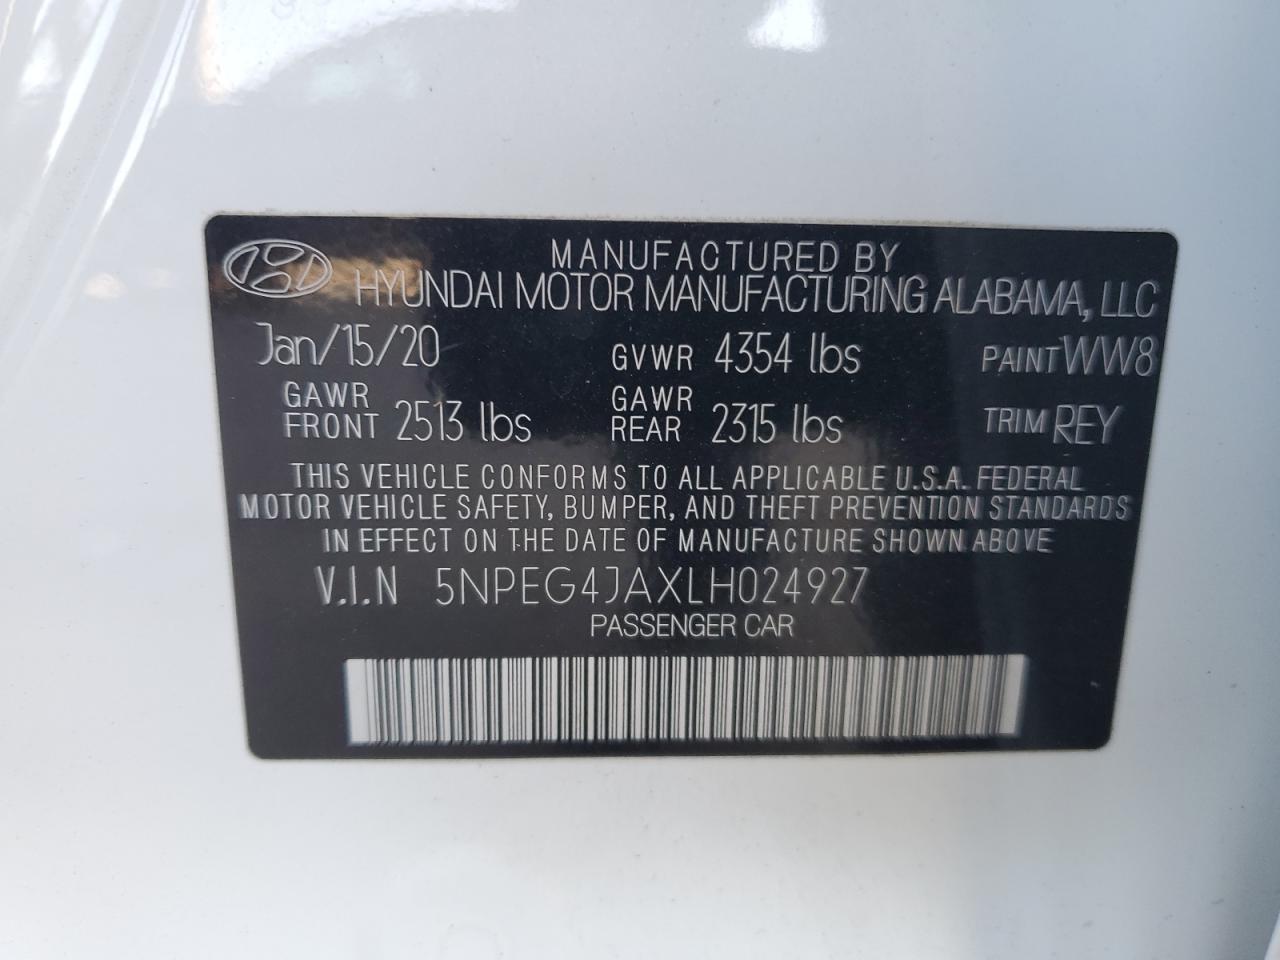 MANUFACTURED BY
HYUNDAI MOTOR MANUFACTURING ALABAMA, LLC
Jan/15/20 GVWR 4354 lbs PAINT WW8
GAWR FRONT 2513 lbs GAWR REAR 2315 lbs TRIM REY
THIS VEHICLE CONFORMS TO ALL APPLICABLE U.S.A. FEDERAL
MOTOR VEHICLE SAFETY, BUMPER, AND THEFT PREVENTION STANDARDS
IN EFFECT ON THE DATE OF MANUFACTURE SHOWN ABOVE
V.I.N 5NPEG4JAXLH024927
PASSENGER CAR